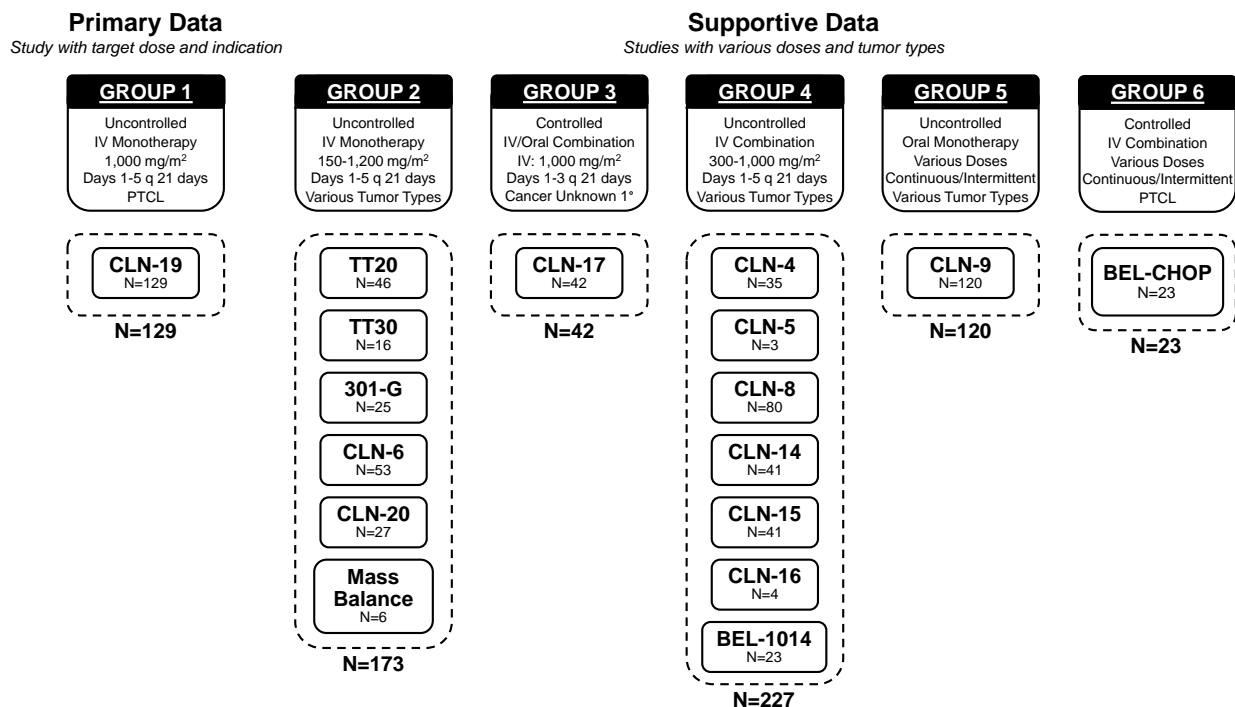 Primary Data
Study with target dose and indication
Supportive Data
Studies with various doses and tumor types
GROUP 1
Uncontrolled
IV Monotherapy
1,000 mg/m²
Days 1-5 q 21 days
PTCL
CLN-19
N=129
N=129
GROUP 2
Uncontrolled
IV Monotherapy
150-1,200 mg/m²
Days 1-5 q 21 days
Various Tumor Types
TT20
N=46
TT30
N=16
301-G
N=25
CLN-6
N=53
CLN-20
N=27
Mass
Balance
N=6
N=173
GROUP 3
Controlled
IV/Oral Combination
IV: 1,000 mg/m²
Days 1-3 q 21 days
Cancer Unknown 1°
CLN-17
N=42
N=42
GROUP 4
Uncontrolled
IV Combination
300-1,000 mg/m²
Days 1-5 q 21 days
Various Tumor Types
CLN-4
N=35
CLN-5
N=3
CLN-8
N=80
CLN-14
N=41
CLN-15
N=41
CLN-16
N=4
BEL-1014
N=23
N=227
GROUP 5
Uncontrolled
Oral Monotherapy
Various Doses
Continuous/Intermittent
Various Tumor Types
CLN-9
N=120
N=120
GROUP 6
Controlled
IV Combination
Various Doses
Continuous/Intermittent
PTCL
BEL-CHOP
N=23
N=23